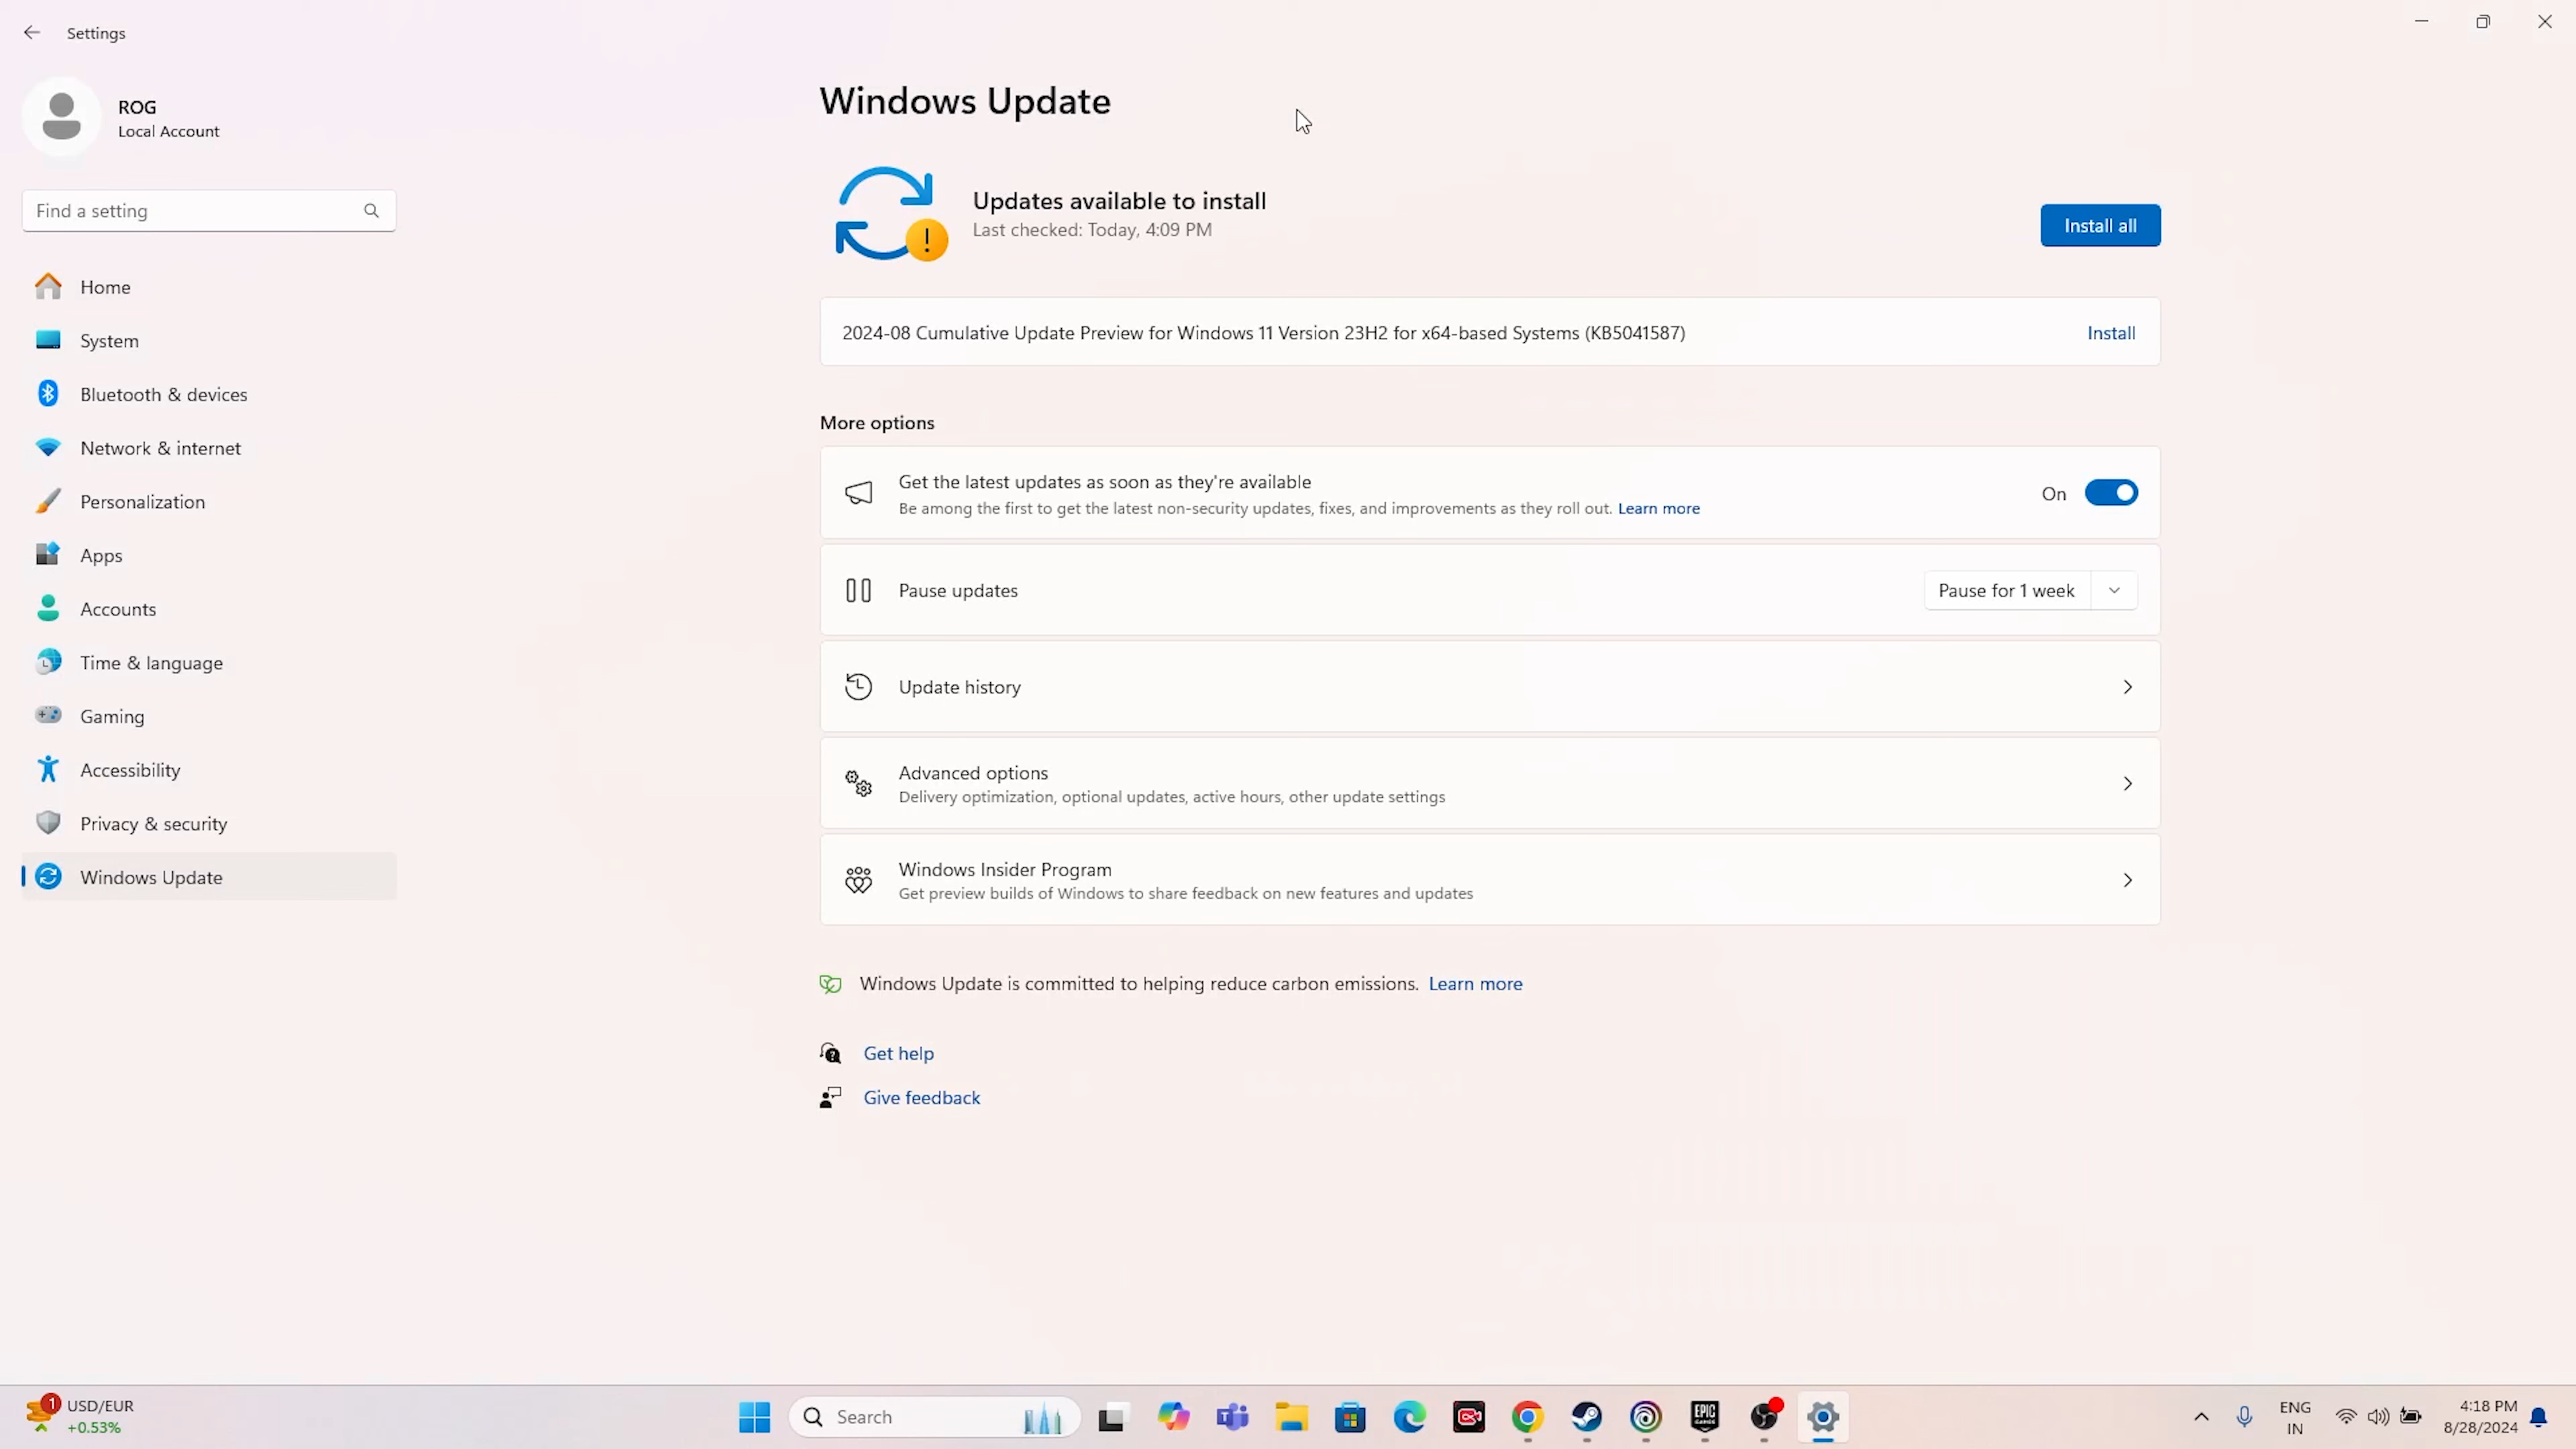 Settings
ROG
Local Account
Find a setting
Home
System
Bluetooth & devices
Network & internet
Personalization
Apps
Accounts
Time & language
Gaming
Accessibility
Privacy & security
Windows Update
Windows Update
Updates available to install
Last checked: Today, 4:09 PM
Install all
2024-08 Cumulative Update Preview for Windows 11 Version 23H2 for x64-based Systems (KB5041587)
Install
More options
Get the latest updates as soon as they're available
Be among the first to get the latest non-security updates, fixes, and improvements as they roll out. Learn more
On
Pause updates
Pause for 1 week
Update history
Advanced options
Delivery optimization, optional updates, active hours, other update settings
Windows Insider Program
Get preview builds of Windows to share feedback on new features and updates
Windows Update is committed to helping reduce carbon emissions. Learn more
Get help
Give feedback
1
USD/EUR
+0.53%
Search
EPIC
GAMES
ENG
IN
4:18 PM
8/28/2024